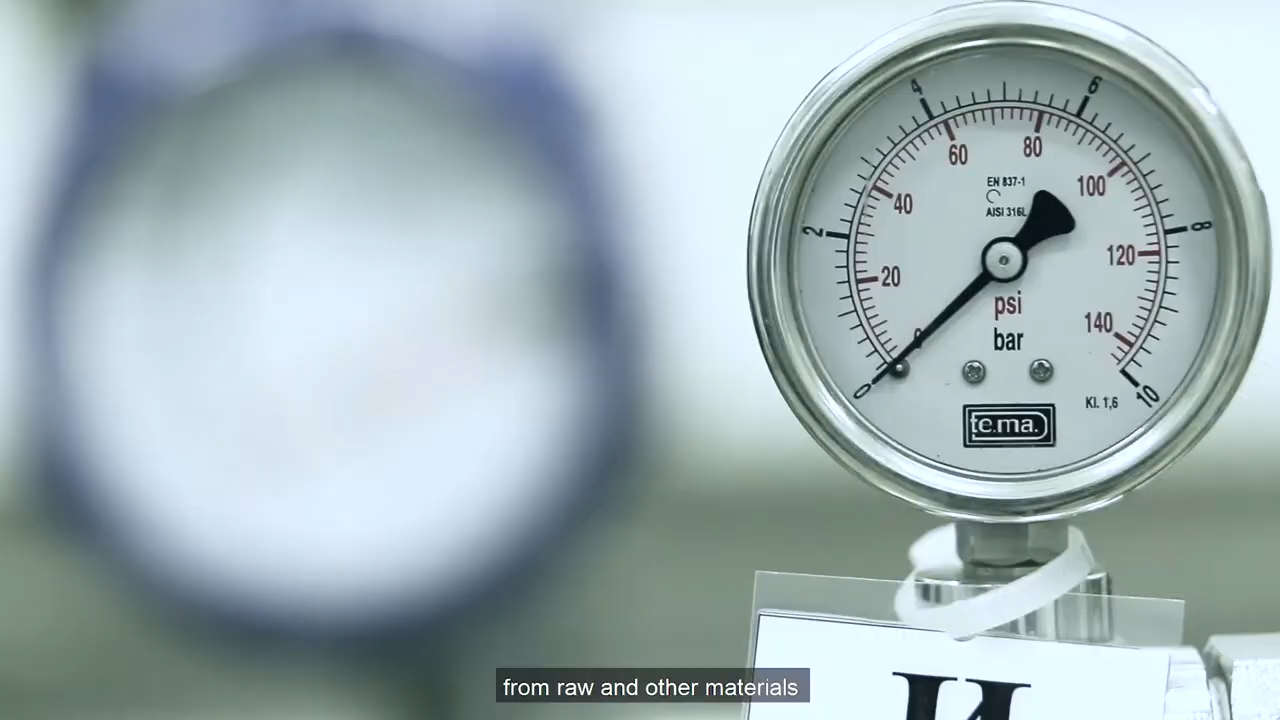 4
6
60
80
EN 837-1
100
40
AISI 316L
2
8
120
20
psi
140
0
bar
0
10
Kl. 1,6
te.ma.
from raw and other materials
И